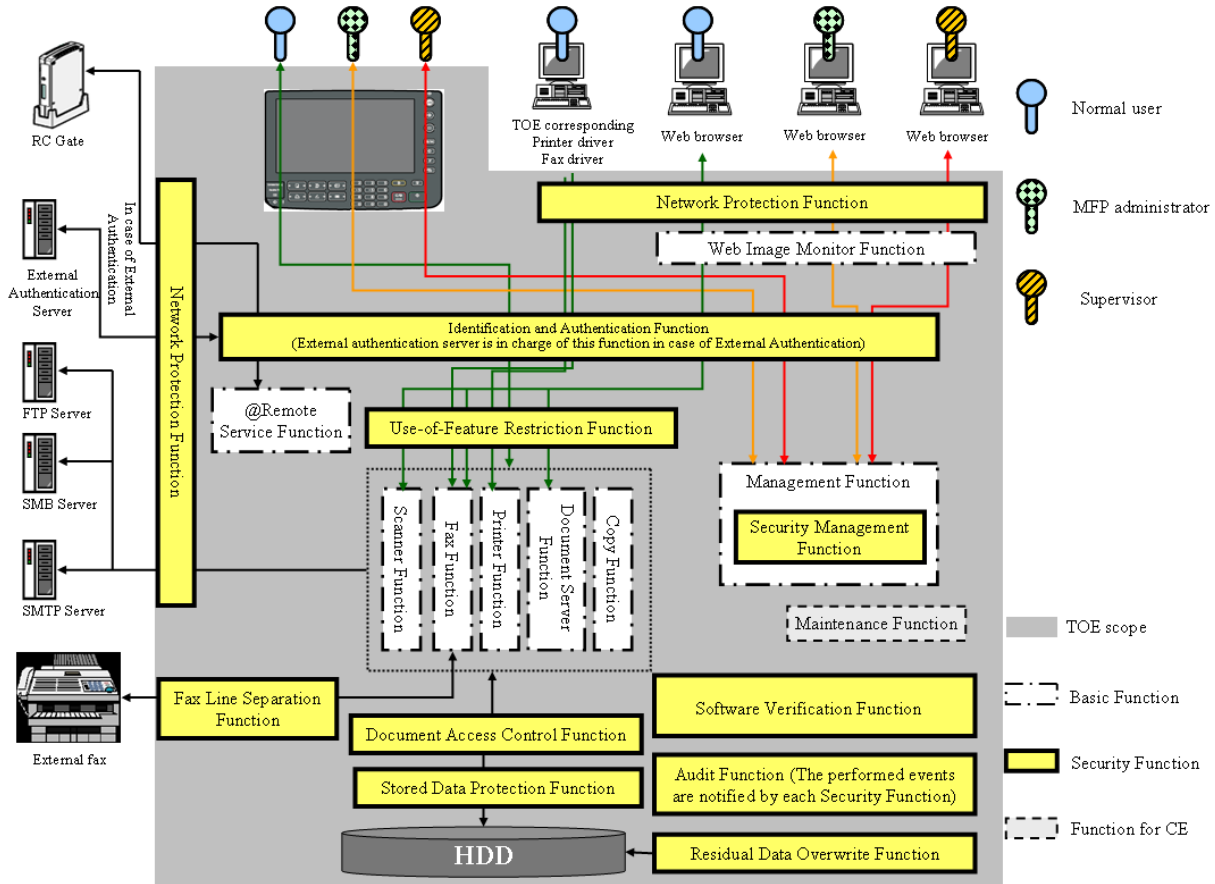 RC Gate
TOE corresponding
Printer driver
Fax driver
Web browser
Web browser
Web browser
Normal user
MFP administrator
Supervisor
In case of External
Authentication
External
Authentication
Server
FTP Server
SMB Server
SMTP Server
Network Protection Function
Network Protection Function
Web Image Monitor Function
Identification and Authentication Function
(External authentication server is in charge of this function in case of External Authentication)
@Remote
Service Function
Use-of-Feature Restriction Function
Scanner Function
Fax Function
Printer Function
Document Server
Function
Copy Function
Management Function
Security Management
Function
Maintenance Function
TOE scope
Basic Function
Security Function
Function for CE
External fax
Fax Line Separation
Function
Document Access Control Function
Stored Data Protection Function
HDD
Software Verification Function
Audit Function (The performed events
are notified by each Security Function)
Residual Data Overwrite Function